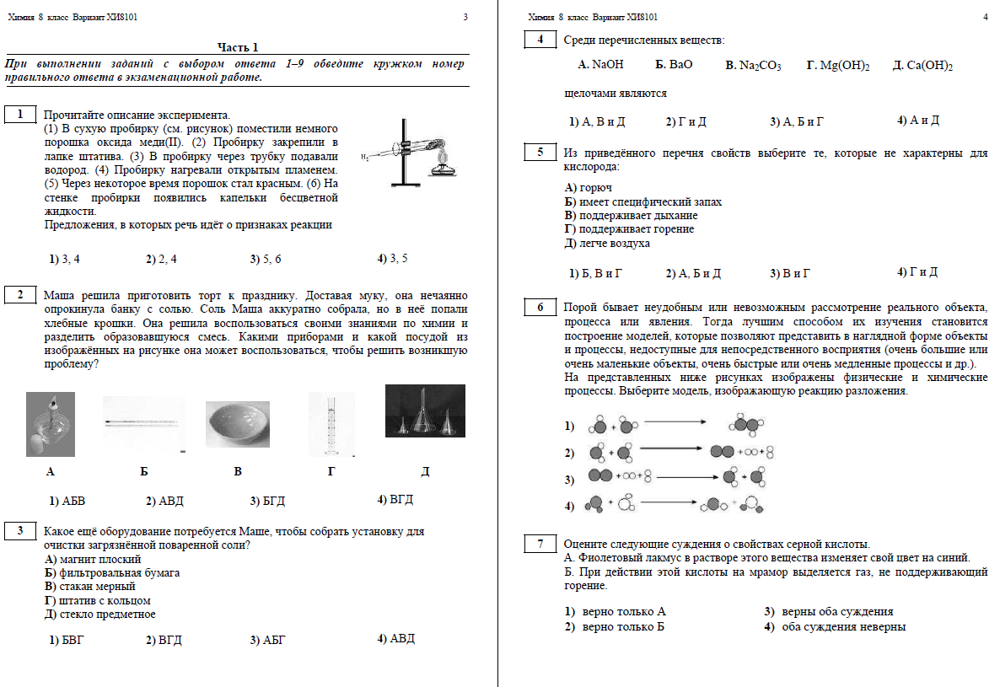 Химия 8 класс Вариант ХИ8101
3
Часть 1
При выполнении заданий с выбором ответа 1–9 обведите кружком номер
правильного ответа в экзаменационной работе.
1
Прочитайте описание эксперимента.
(1) В сухую пробирку (см. рисунок) поместили немного
порошка оксида меди(II). (2) Пробирку закрепили в
лапке штатива. (3) В пробирку через трубку подавали
водород. (4) Пробирку нагревали открытым пламенем.
(5) Через некоторое время порошок стал красным. (6) На
стенке пробирки появились капельки бесцветной
жидкости.
Предложения, в которых речь идёт о признаках реакции
H2
1) 3, 4 2) 2, 4 3) 5, 6 4) 3, 5
2
Маша решила приготовить торт к празднику. Доставая муку, она нечаянно
опрокинула банку с солью. Соль Маша аккуратно собрала, но в неё попали
хлебные крошки. Она решила воспользоваться своими знаниями по химии и
разделить образовавшуюся смесь. Какими приборами и какой посудой из
изображённых на рисунке она может воспользоваться, чтобы решить возникшую
проблему?
А Б В Г Д
1) АБВ 2) АВД 3) БГД 4) ВГД
3
Какое ещё оборудование потребуется Маше, чтобы собрать установку для
очистки загрязнённой поваренной соли?
А) магнит плоский
Б) фильтровальная бумага
В) стакан мерный
Г) штатив с кольцом
Д) стекло предметное
1) БВГ 2) ВГД 3) АБГ 4) АВД
Химия 8 класс Вариант ХИ8101
4
4
Среди перечисленных веществ:
А. NaOH Б. BaO В. Na2CO3 Г. Mg(OH)2 Д. Ca(OH)2
щелочами являются
1) А, В и Д 2) Г и Д 3) А, Б и Г 4) А и Д
5
Из приведённого перечня свойств выберите те, которые не характерны для
кислорода:
А) горюч
Б) имеет специфический запах
В) поддерживает дыхание
Г) поддерживает горение
Д) легче воздуха
1) Б, В и Г 2) А, Б и Д 3) В и Г 4) Г и Д
6
Порой бывает неудобным или невозможным рассмотрение реального объекта,
процесса или явления. Тогда лучшим способом их изучения становится
построение моделей, которые позволяют представить в наглядной форме объекты
и процессы, недоступные для непосредственного восприятия (очень большие или
очень маленькие объекты, очень быстрые или очень медленные процессы и др.).
На представленных ниже рисунках изображены физические и химические
процессы. Выберите модель, изображающую реакцию разложения.
1) + 
2) + + +
3) + + +
4) + +
7
Оцените следующие суждения о свойствах серной кислоты.
А. Фиолетовый лакмус в растворе этого вещества изменяет свой цвет на синий.
Б. При действии этой кислоты на мрамор выделяется газ, не поддерживающий
горение.
1) верно только А 3) верны оба суждения
2) верно только Б 4) оба суждения неверны